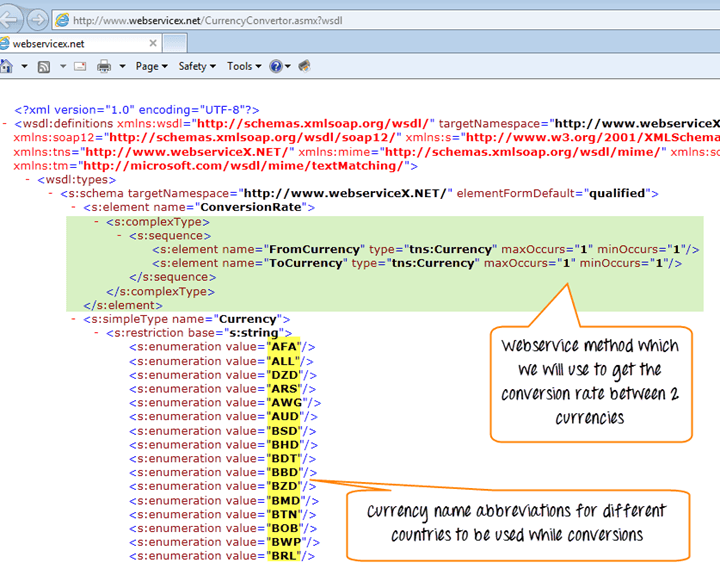 http://www.webservicex.net/CurrencyConvertor.asmx?wsdl
webservicex.net
Page Safety Tools
<?xml version="1.0" encoding="UTF-8"?>
- <wsdl:definitions xmlns:wsdl="http://schemas.xmlsoap.org/wsdl/" targetNamespace="http://www.webserviceX
xmlns:soap12="http://schemas.xmlsoap.org/wsdl/soap12/" xmlns:s="http://www.w3.org/2001/XMLSchema
xmlns:tns="http://www.webserviceX.NET/" xmlns:mime="http://schemas.xmlsoap.org/wsdl/mime/" xmlns:so
xmlns:tm="http://microsoft.com/wsdl/mime/textMatching/">
- <wsdl:types>
- <s:schema targetNamespace="http://www.webserviceX.NET/" elementFormDefault="qualified">
- <s:element name="ConversionRate">
- <s:complexType>
- <s:sequence>
<s:element name="FromCurrency" type="tns:Currency" maxOccurs="1" minOccurs="1"/>
<s:element name="ToCurrency" type="tns:Currency" maxOccurs="1" minOccurs="1"/>
</s:sequence>
</s:complexType>
</s:element>
- <s:simpleType name="Currency">
- <s:restriction base="s:string">
<s:enumeration value="AFA"/>
<s:enumeration value="ALL"/>
<s:enumeration value="DZD"/>
<s:enumeration value="ARS"/>
<s:enumeration value="AWG"/>
<s:enumeration value="AUD"/>
<s:enumeration value="BSD"/>
<s:enumeration value="BHD"/>
<s:enumeration value="BDT"/>
<s:enumeration value="BBD"/>
<s:enumeration value="BZD"/>
<s:enumeration value="BMD"/>
<s:enumeration value="BTN"/>
<s:enumeration value="BOB"/>
<s:enumeration value="BWP"/>
<s:enumeration value="BRL"/>
Webservice method which
we will use to get the
conversion rate between 2
currencies
Currency name abbreviations for different
countries to be used while conversions